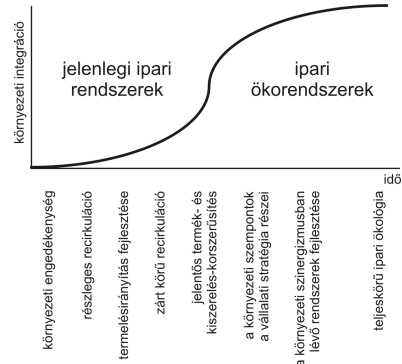 környezeti integráció
jelenlegi ipari
rendszerek
ipari
ökorendszerek
idő
környezeti engedékenység
részleges recirkuláció
termelésirányítás fejlesztése
zárt körű recirkuláció
jelentős termék- és
kiszerelés-korszerűsítés
a környezeti szempontok
a vállalati stratégia részei
a környezeti szinergizmusban
lévő rendszerek fejlesztése
teljeskörű ipari ökológia